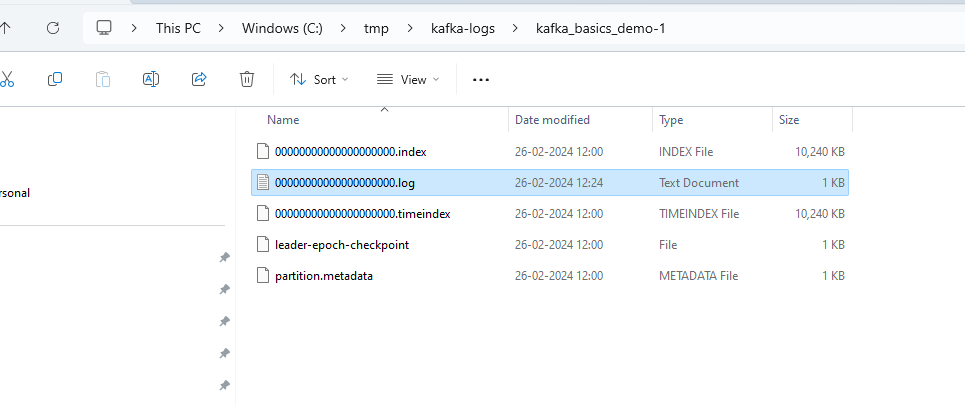 This PC > Windows (C:) > tmp > kafka-logs > kafka_basics_demo-1
Sort View
Name Date modified Type Size
00000000000000000000.index 26-02-2024 12:00 INDEX File 10,240 KB
rsonal 00000000000000000000.log 26-02-2024 12:24 Text Document 1 KB
00000000000000000000.timeindex 26-02-2024 12:00 TIMEINDEX File 10,240 KB
leader-epoch-checkpoint 26-02-2024 12:00 File 1 KB
partition.metadata 26-02-2024 12:00 METADATA File 1 KB